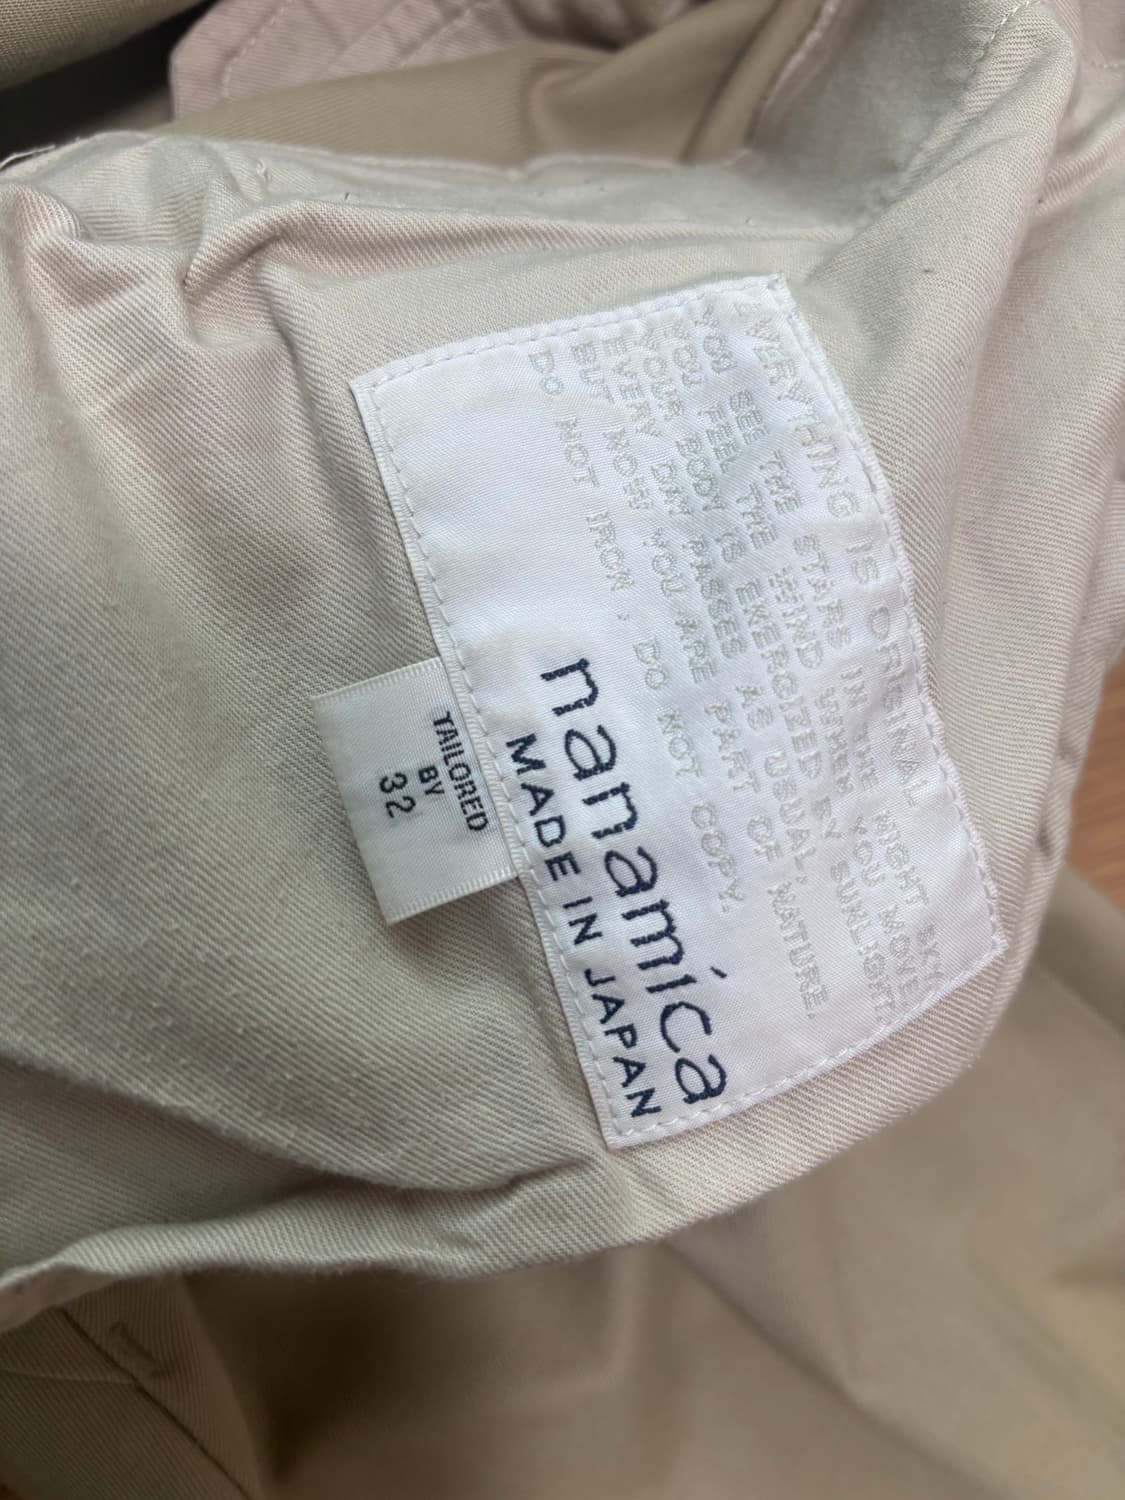 EVERYTHING IS ORIGINAL
YOU SEE THE STARS IN THE NIGHT SKY,
YOU FEEL THE WIND WHEN YOU MOVE,
YOUR BODY IS ENERGIZED BY SUNLIGHT.
EVERY DAY PASSES AS USUAL,
BUT NOW YOU ARE PART OF NATURE.
DO NOT IRON , DO NOT COPY.
nanamica
MADE IN JAPAN
TAILORED
BY
32